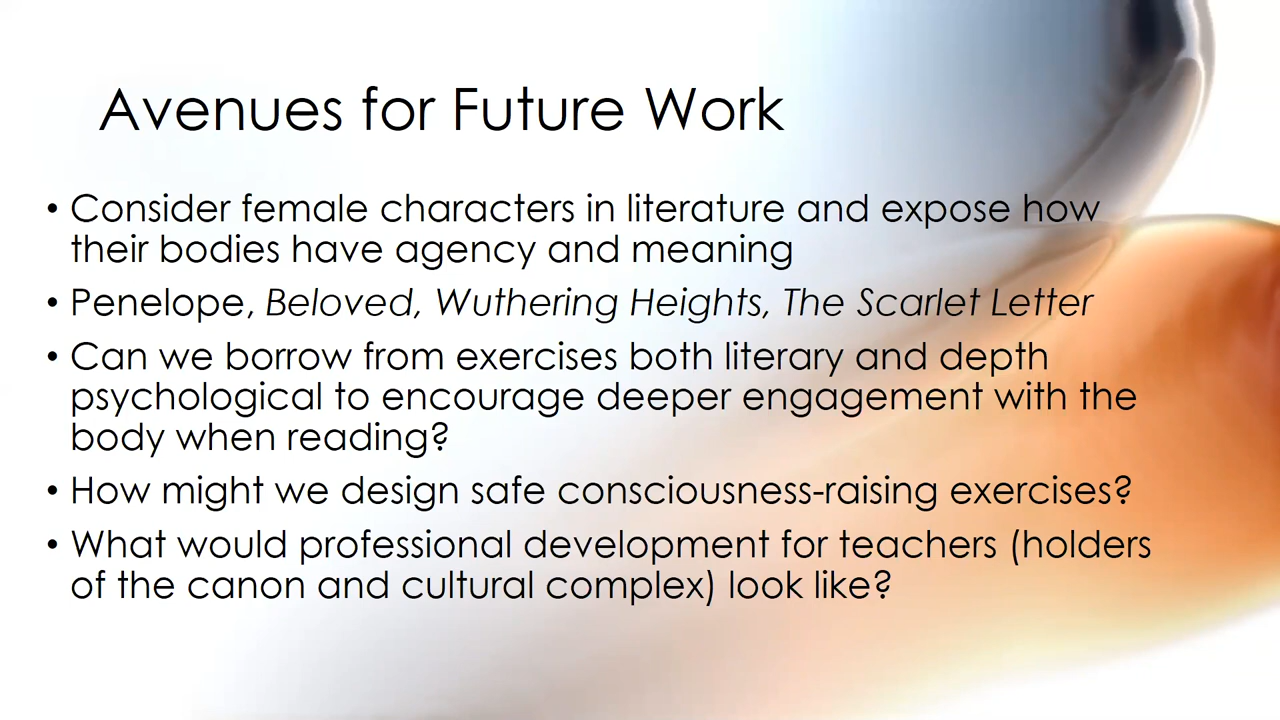 Avenues for Future Work
• Consider female characters in literature and expose how
their bodies have agency and meaning
• Penelope, Beloved, Wuthering Heights, The Scarlet Letter
• Can we borrow from exercises both literary and depth
psychological to encourage deeper engagement with the
body when reading?
• How might we design safe consciousness-raising exercises?
• What would professional development for teachers (holders
of the canon and cultural complex) look like?